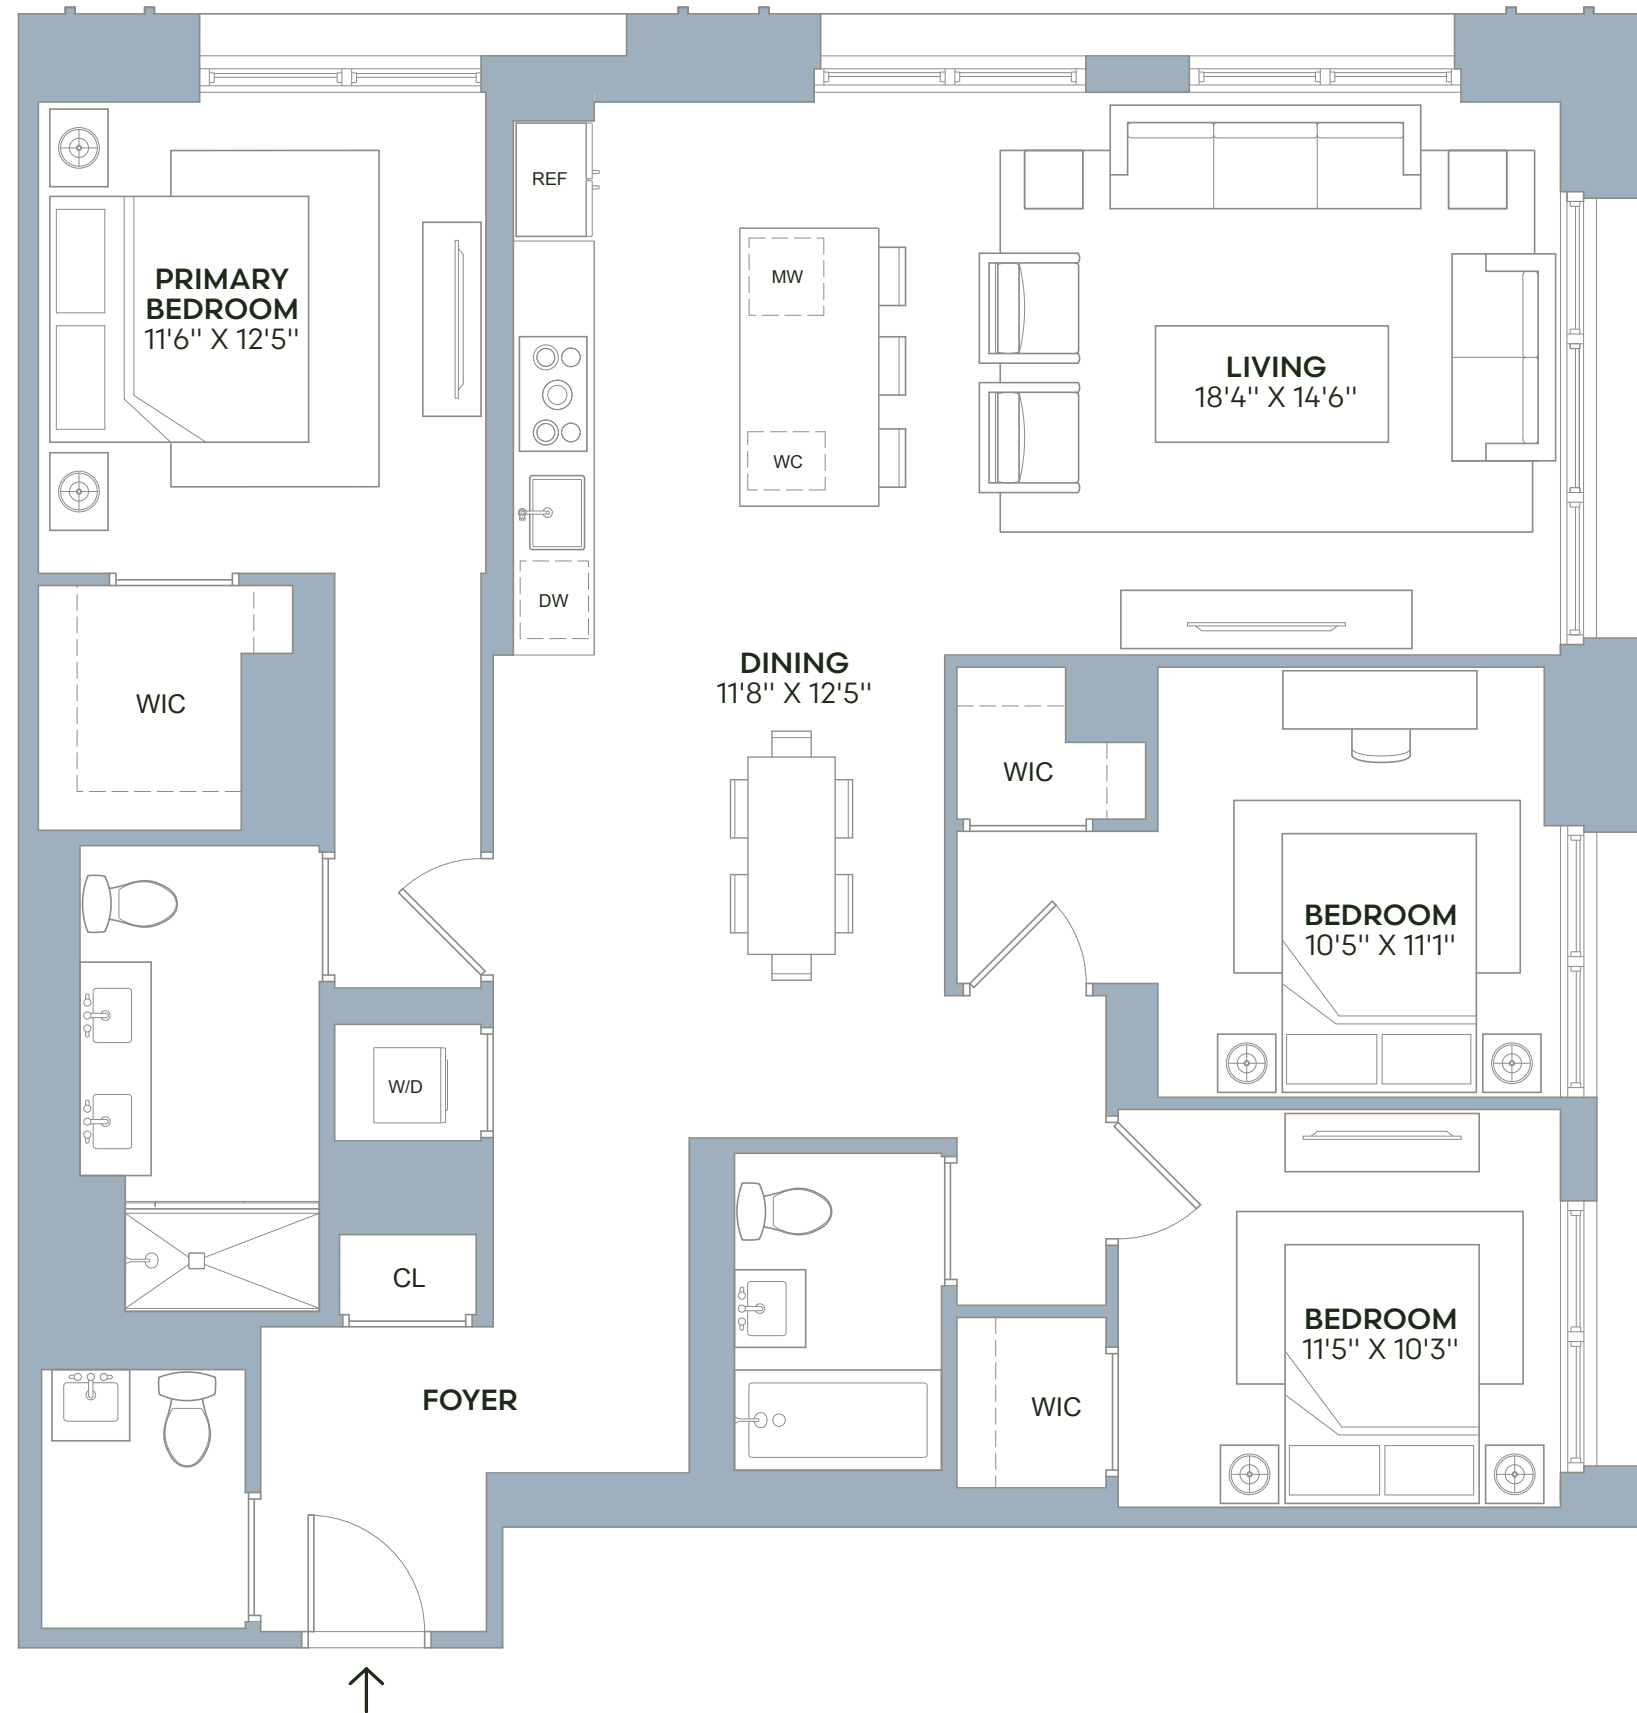 REF
PRIMARY
BEDROOM
11'6" X 12'5"
MW
LIVING
18'4" X 14'6"
WC
DW
DINING
11'8" X 12'5"
WIC
WIC
BEDROOM
10'5" X 11'1"
W/D
CL
BEDROOM
11'5" X 10'3"
FOYER
WIC